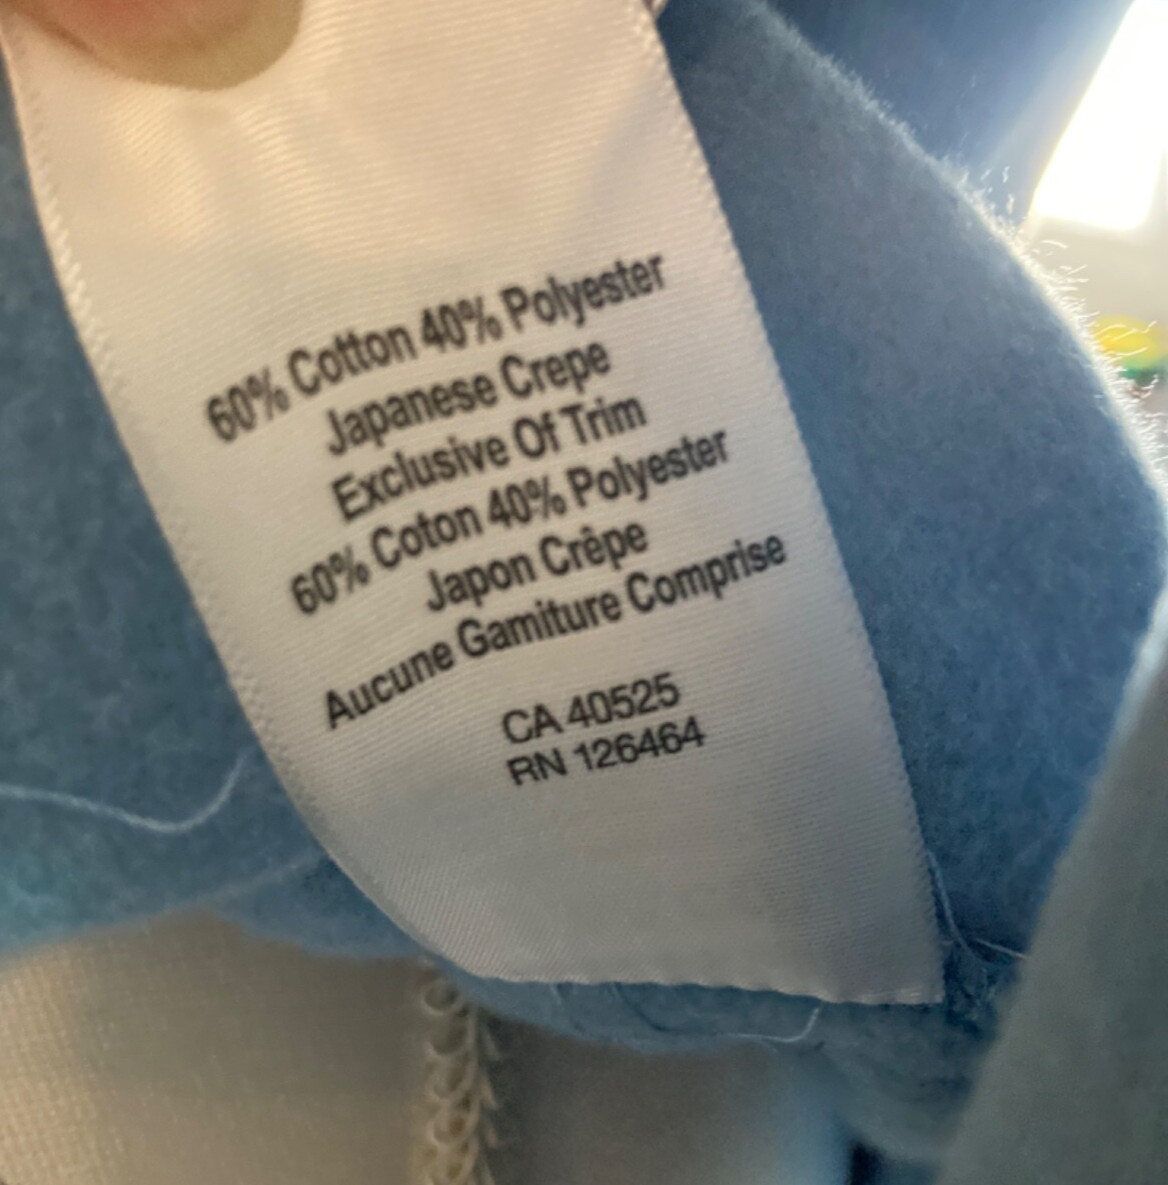 60% Cotton 40% Polyester
Japanese Crepe
Exclusive Of Trim
60% Coton 40% Polyester
Japon Crêpe
Aucune Gamiture Comprise
CA 40525
RN 126464